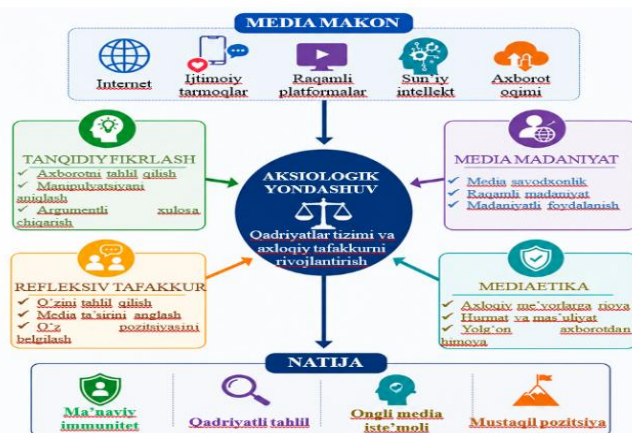 MEDIA MAKON
Internet
Ijtimoiy
tarmoqlar
Raqamli
platformalar
Sun'iy
intellekt
Axborot
oqimi
TANQIDIY FIKRLASH
Axborotni tahlil qilish
Manipulyatsiyani
aniqlash
Argumentli xulosa
chiqarish
AKSIOLOGIK
YONDASHUV
Qadriyatlar tizimi va
axloqiy tafakkurni
rivojlantirish
MEDIA MADANIYAT
Media savodxonlik
Raqamli madaniyat
Madaniyatli foydalanish
REFLEKSIV TAFAKKUR
O'zini tahlil qilish
Media ta'sirini anglash
O'z pozitsiyasini
belgilash
MEDIAETIKA
Axloqiy me'yorlarga rioya
Hurmat va mas'uliyat
Yolg'on axborotdan
himoya
NATIJA
Ma'naviy
immunitet
Qadriyatli tahlil
Ongli media
iste'moli
Mustaqil pozitsiya